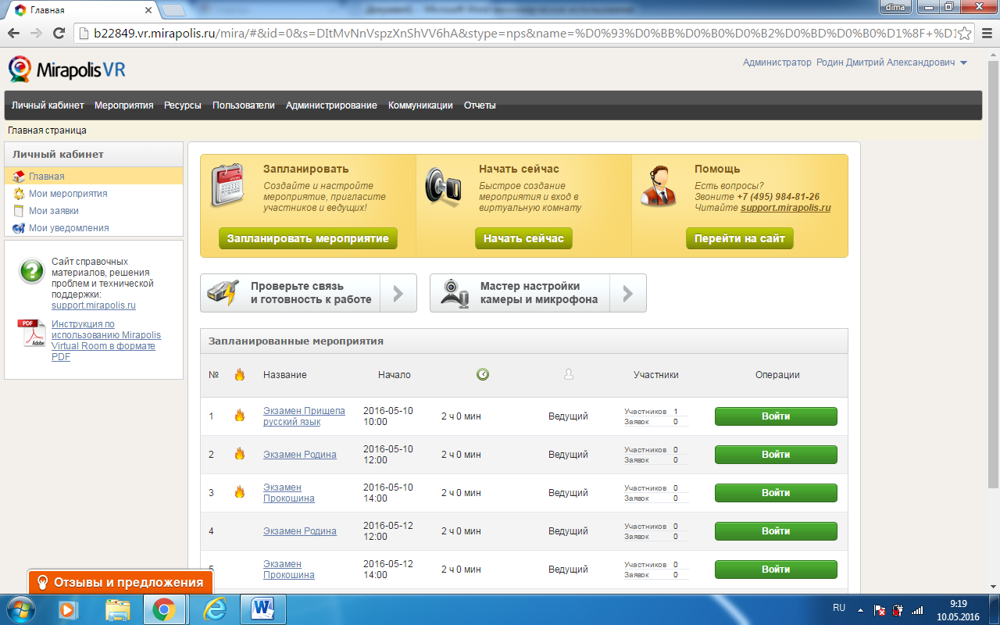 Главная
dima
b22849.vr.mirapolis.ru/mira/#&id=0&s=DItMvNnVspzXnShVV6hA&stype=nps&name=%D0%93%D0%BB%D0%B0%D0%B2%D0%BD%D0%B0%D1%8F+%D1
Mirapolis VR
Администратор Родин Дмитрий Александрович
Личный кабинет Мероприятия Ресурсы Пользователи Администрирование Коммуникации Отчеты
Главная страница
Личный кабинет
Главная
Мои мероприятия
Мои заявки
Мои уведомления
Сайт справочных
материалов, решения
проблем и технической
поддержки:
support.mirapolis.ru
PDF
Adobe
Инструкция по
использованию Mirapolis
Virtual Room в формате
PDF
Запланировать
Создайте и настройте
мероприятие, пригласите
участников и ведущих!
Запланировать мероприятие
Начать сейчас
Быстрое создание
мероприятия и вход в
виртуальную комнату
Начать сейчас
Помощь
Есть вопросы?
Звоните +7 (495) 984-81-26
Читайте support.mirapolis.ru
Перейти на сайт
Проверьте связь
и готовность к работе
Мастер настройки
камеры и микрофона
Запланированные мероприятия
№ Название Начало Участники Операции
1 Экзамен Прищепа
русский язык
2016-05-10
10:00
2 ч 0 мин Ведущий
Участников 1
Заявок 0
Войти
2 Экзамен Родина
2016-05-10
12:00
2 ч 0 мин Ведущий
Участников 0
Заявок 0
Войти
3 Экзамен
Прокошина
2016-05-10
14:00
2 ч 0 мин Ведущий
Участников 0
Заявок 0
Войти
4 Экзамен Родина
2016-05-12
12:00
2 ч 0 мин Ведущий
Участников 0
Заявок 0
Войти
5 Экзамен
Прокошина
2016-05-12
14:00
2 ч 0 мин Ведущий
Участников 0
Заявок 0
Войти
Отзывы и предложения
RU
9:19
10.05.2016